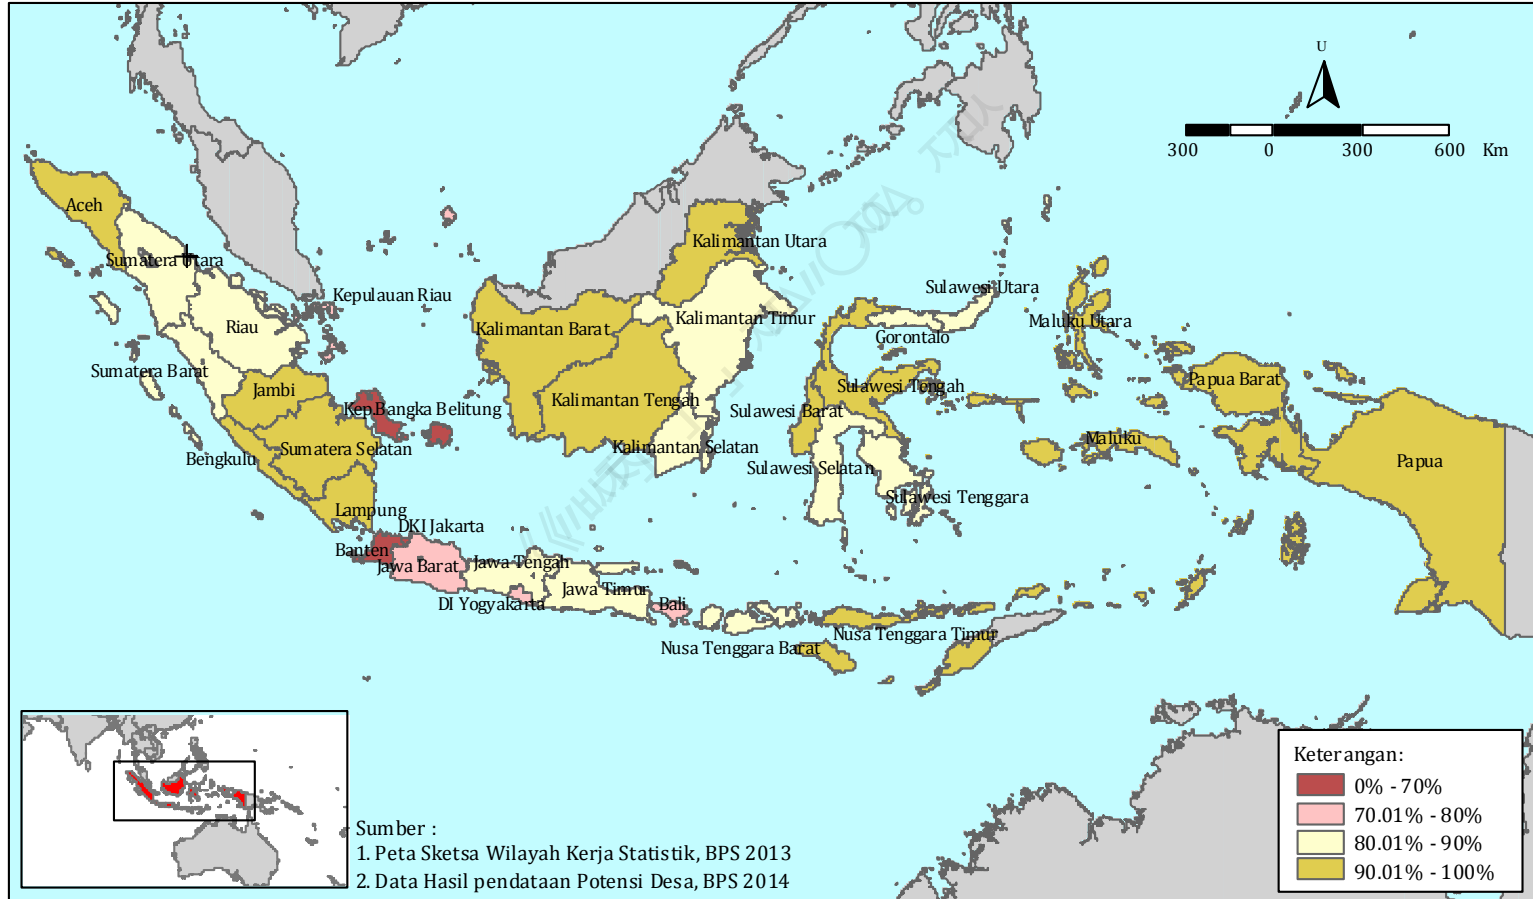 U
300 0 300 600 Km
Aceh
Sumatera Utara
Kalimantan Utara
Kepulauan Riau
Sulawesi Utara
Riau
Kalimantan Barat
Kalimantan Timur
Maluku Utara
Gorontalo
Sumatera Barat
Jambi
Papua Barat
Sulawesi Tengah
Kalimantan Tengah
Kep.Bangka Belitung
Sulawesi Barat
Maluku
Sumatera Selatan
Kalimantan Selatan
Bengkulu
Papua
Sulawesi Selatan
Sulawesi Tenggara
Lampung
DKI Jakarta
Banten
Jawa Barat
Jawa Tengah
Jawa Timur
DI Yogyakarta
Bali
Nusa Tenggara Timur
Nusa Tenggara Barat
Keterangan:
0% - 70%
70.01% - 80%
80.01% - 90%
90.01% - 100%
Sumber :
1. Peta Sketsa Wilayah Kerja Statistik, BPS 2013
2. Data Hasil pendataan Potensi Desa, BPS 2014